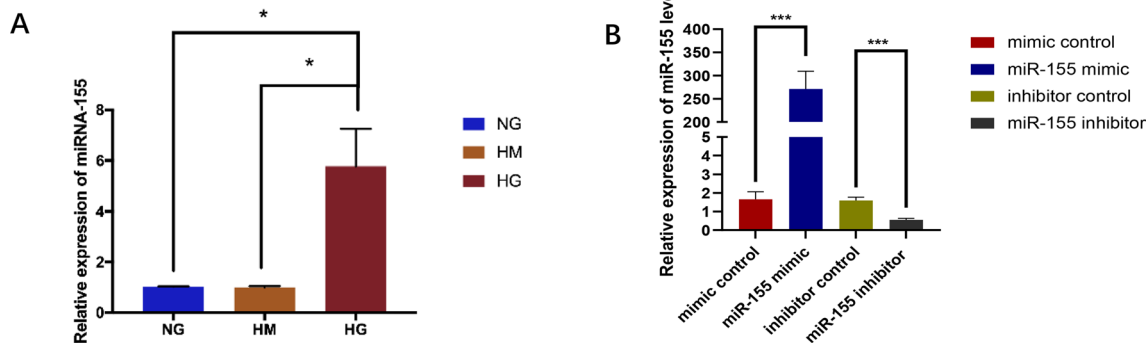 A
*
*
Relative expression of miRNA-155
8
6
4
2
0
NG
HM
HG
NG
HM
HG
B
Relative expression of miR-155 leve
400
350
300
250
200
5
4
3
2
1
0
***
***
mimic control
miR-155 mimic
inhibitor control
miR-155 inhibitor
mimic control
miR-155 mimic
inhibitor control
miR-155 inhibitor